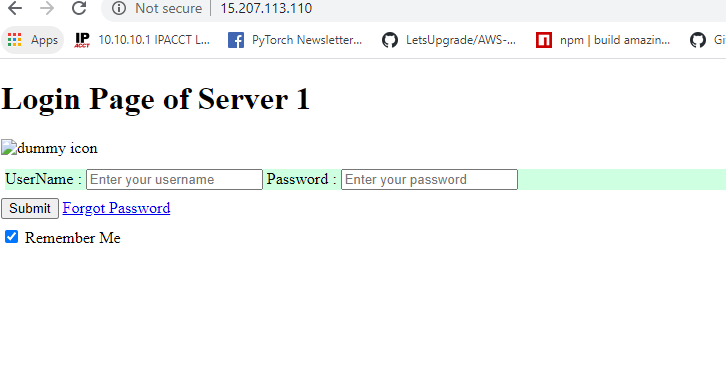 Not secure | 15.207.113.110
Apps IP ACCT 10.10.10.1 IPACCT L... PyTorch Newsletter... LetsUpgrade/AWS-... npm | build amazin... Gi
Login Page of Server 1
dummy icon
UserName : Enter your username Password : Enter your password
Submit Forgot Password
Remember Me